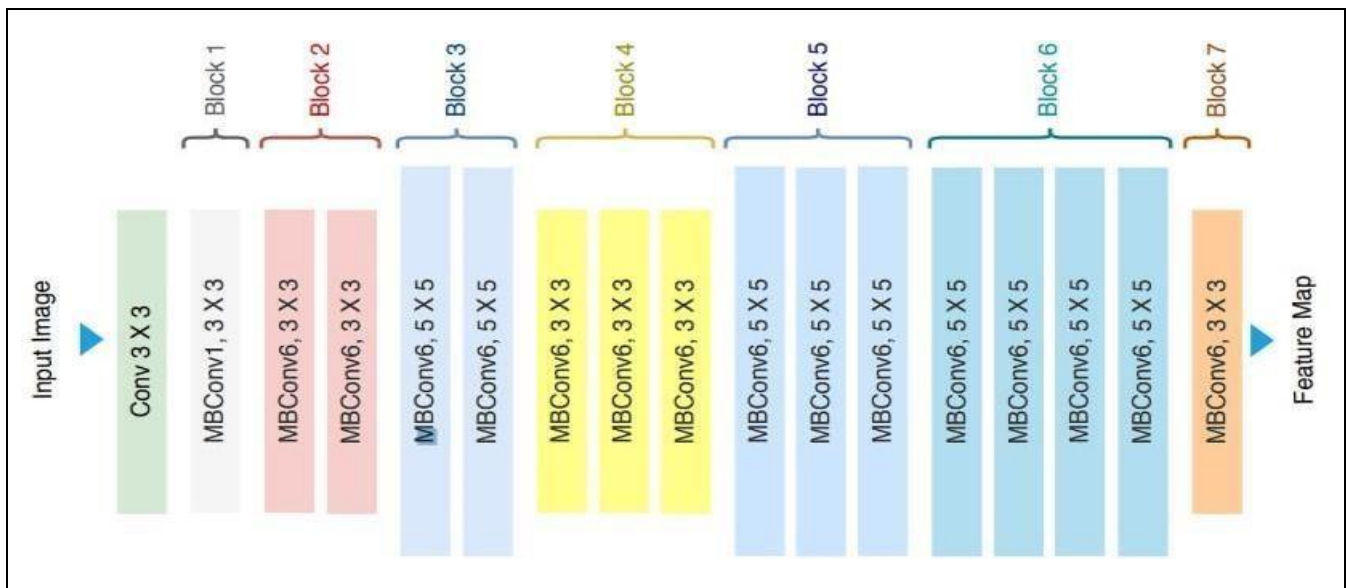 Input Image
Conv 3 X 3
Block 1
MBConv1, 3 X 3
Block 2
MBConv6, 3 X 3
MBConv6, 3 X 3
Block 3
MBConv6, 5 X 5
MBConv6, 5 X 5
Block 4
MBConv6, 3 X 3
MBConv6, 3 X 3
MBConv6, 3 X 3
Block 5
MBConv6, 5 X 5
MBConv6, 5 X 5
MBConv6, 5 X 5
Block 6
MBConv6, 5 X 5
MBConv6, 5 X 5
MBConv6, 5 X 5
MBConv6, 5 X 5
Block 7
MBConv6, 3 X 3
Feature Map